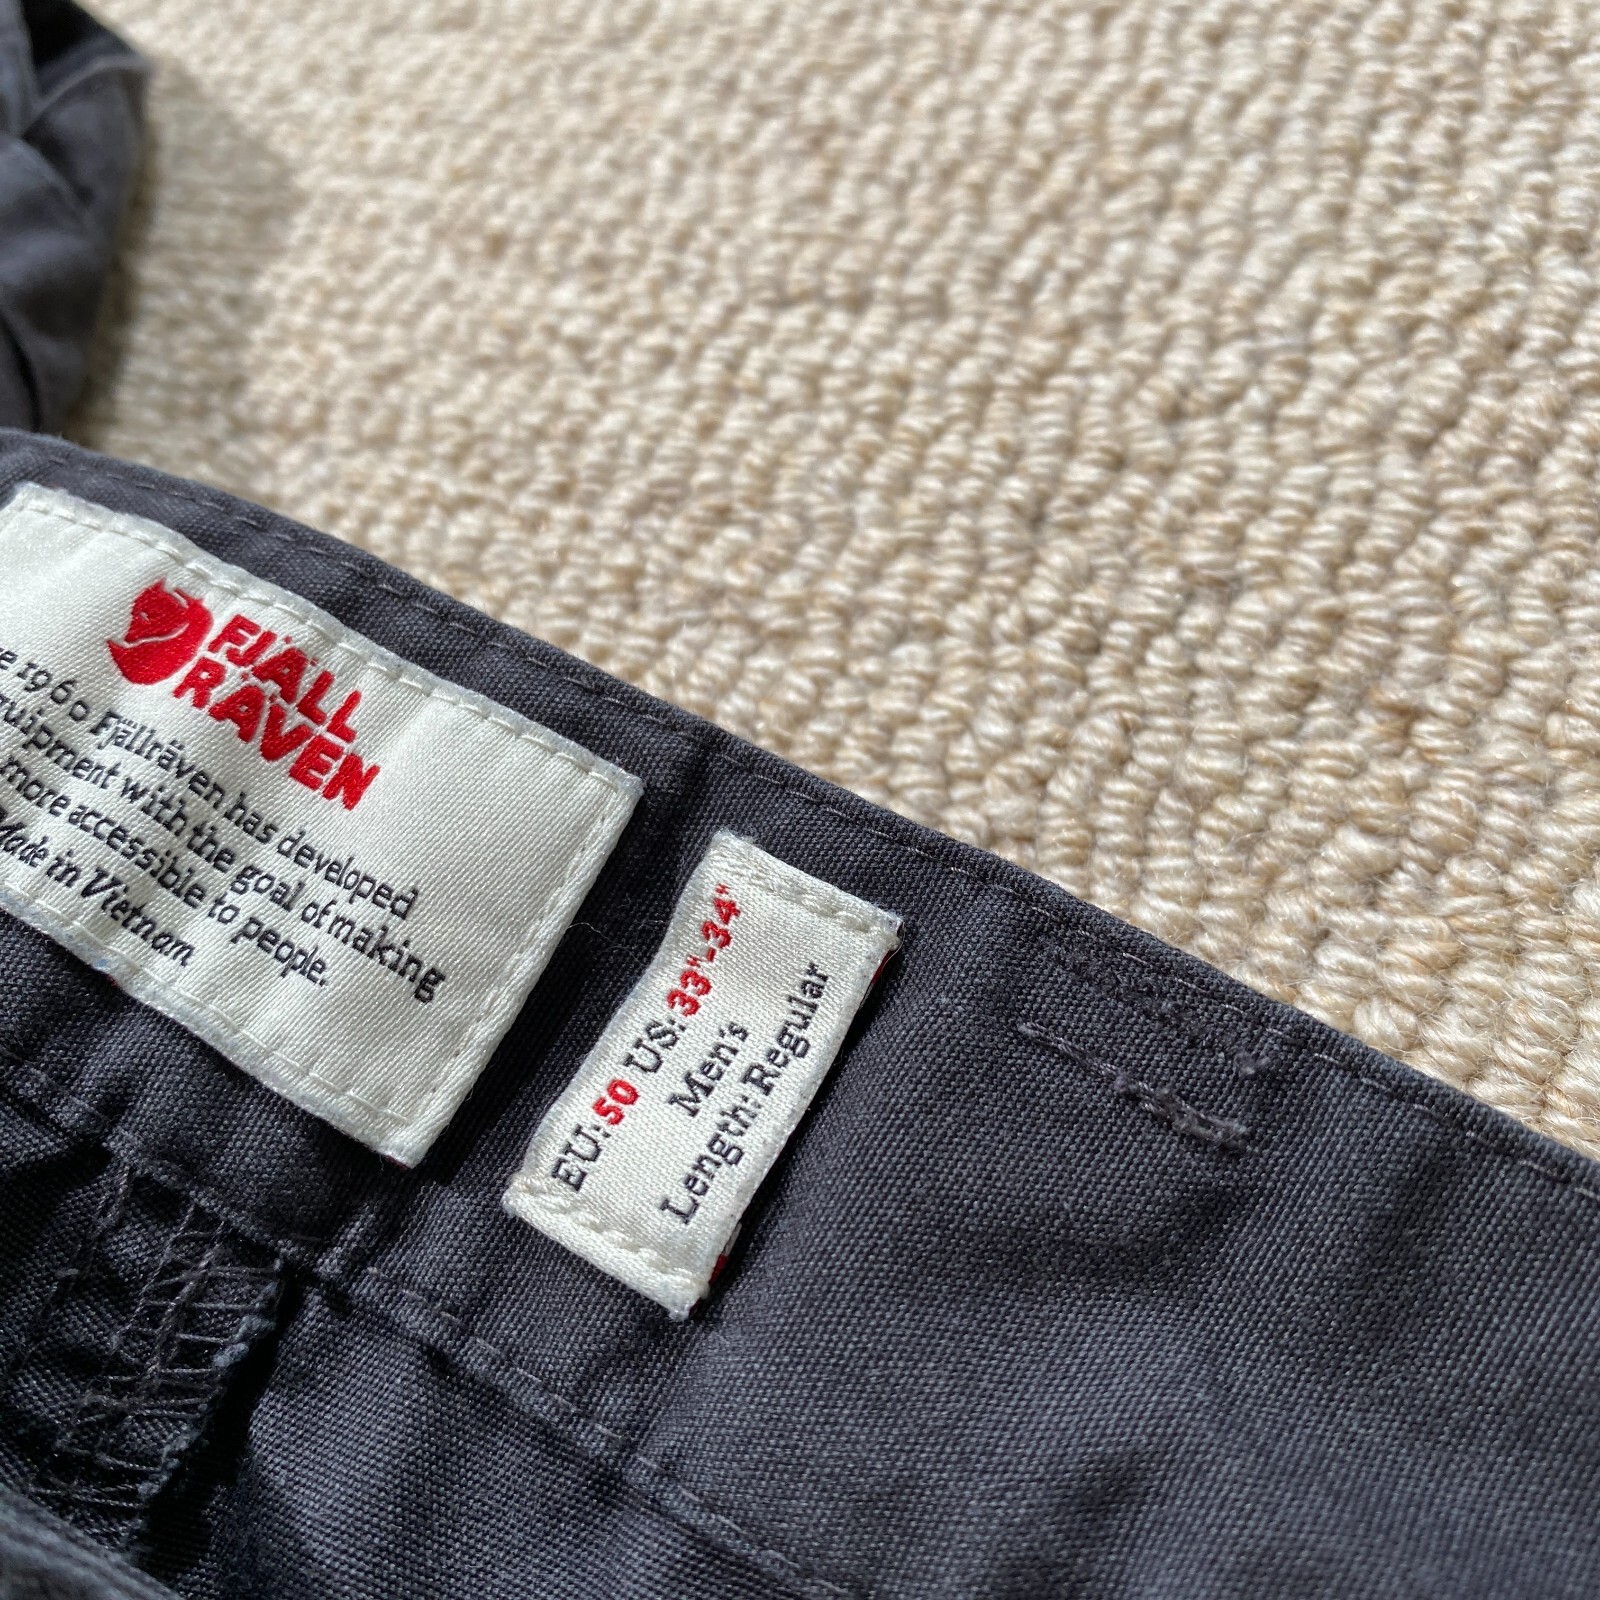 FJÄLL
RÄVEN
1960 Fjällräven has developed
with the goal of making
more accessible to people.
Made in Vietnam
EU: 50 US: 33"-34"
Men's
Length: Regular